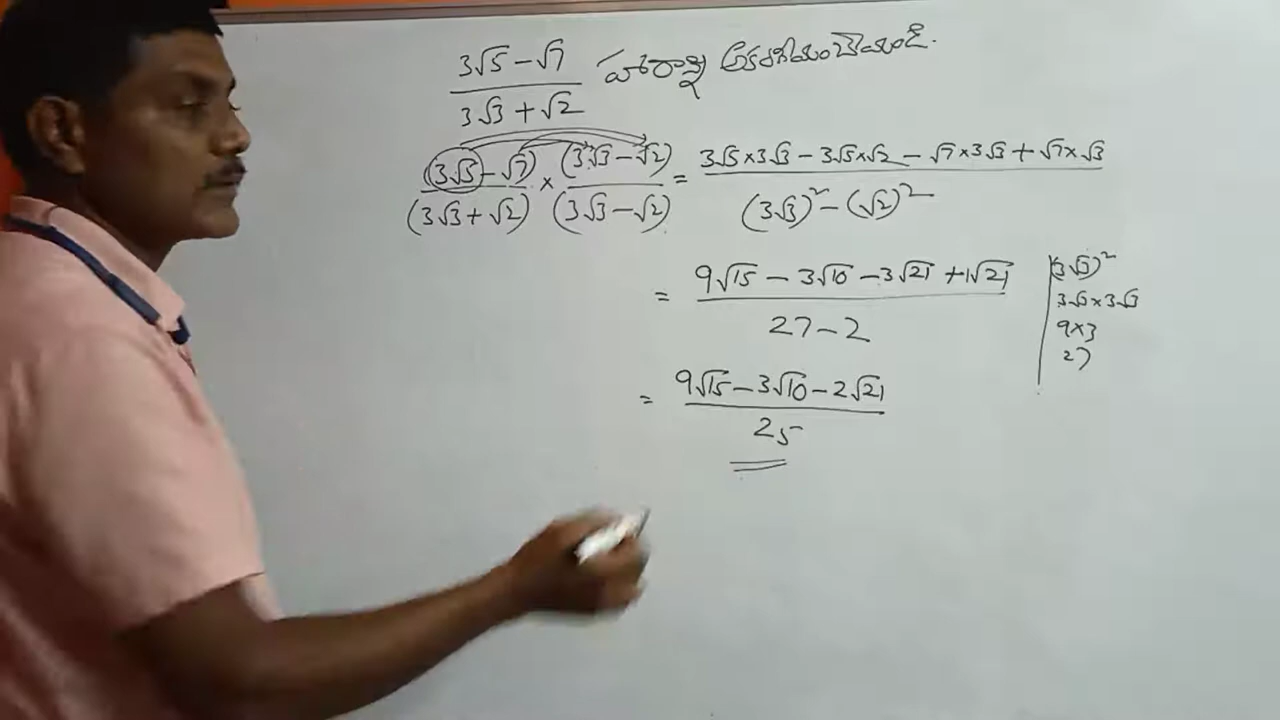 (3√5 − √7)/(3√3 + √2) హారాన్ని అకరణీయం చేయండి.
((3√5 − √7)/(3√3 + √2)) × ((3√3 − √2)/(3√3 − √2)) = (3√5×3√3 − 3√5×√2 − √7×3√3 + √7×√3)/((3√3)² − (√2)²)
= (9√15 − 3√10 − 3√21 + 1√21)/(27 − 2)
= (9√15 − 3√10 − 2√21)/25
(3√3)²
3√3 × 3√3
9×3
27